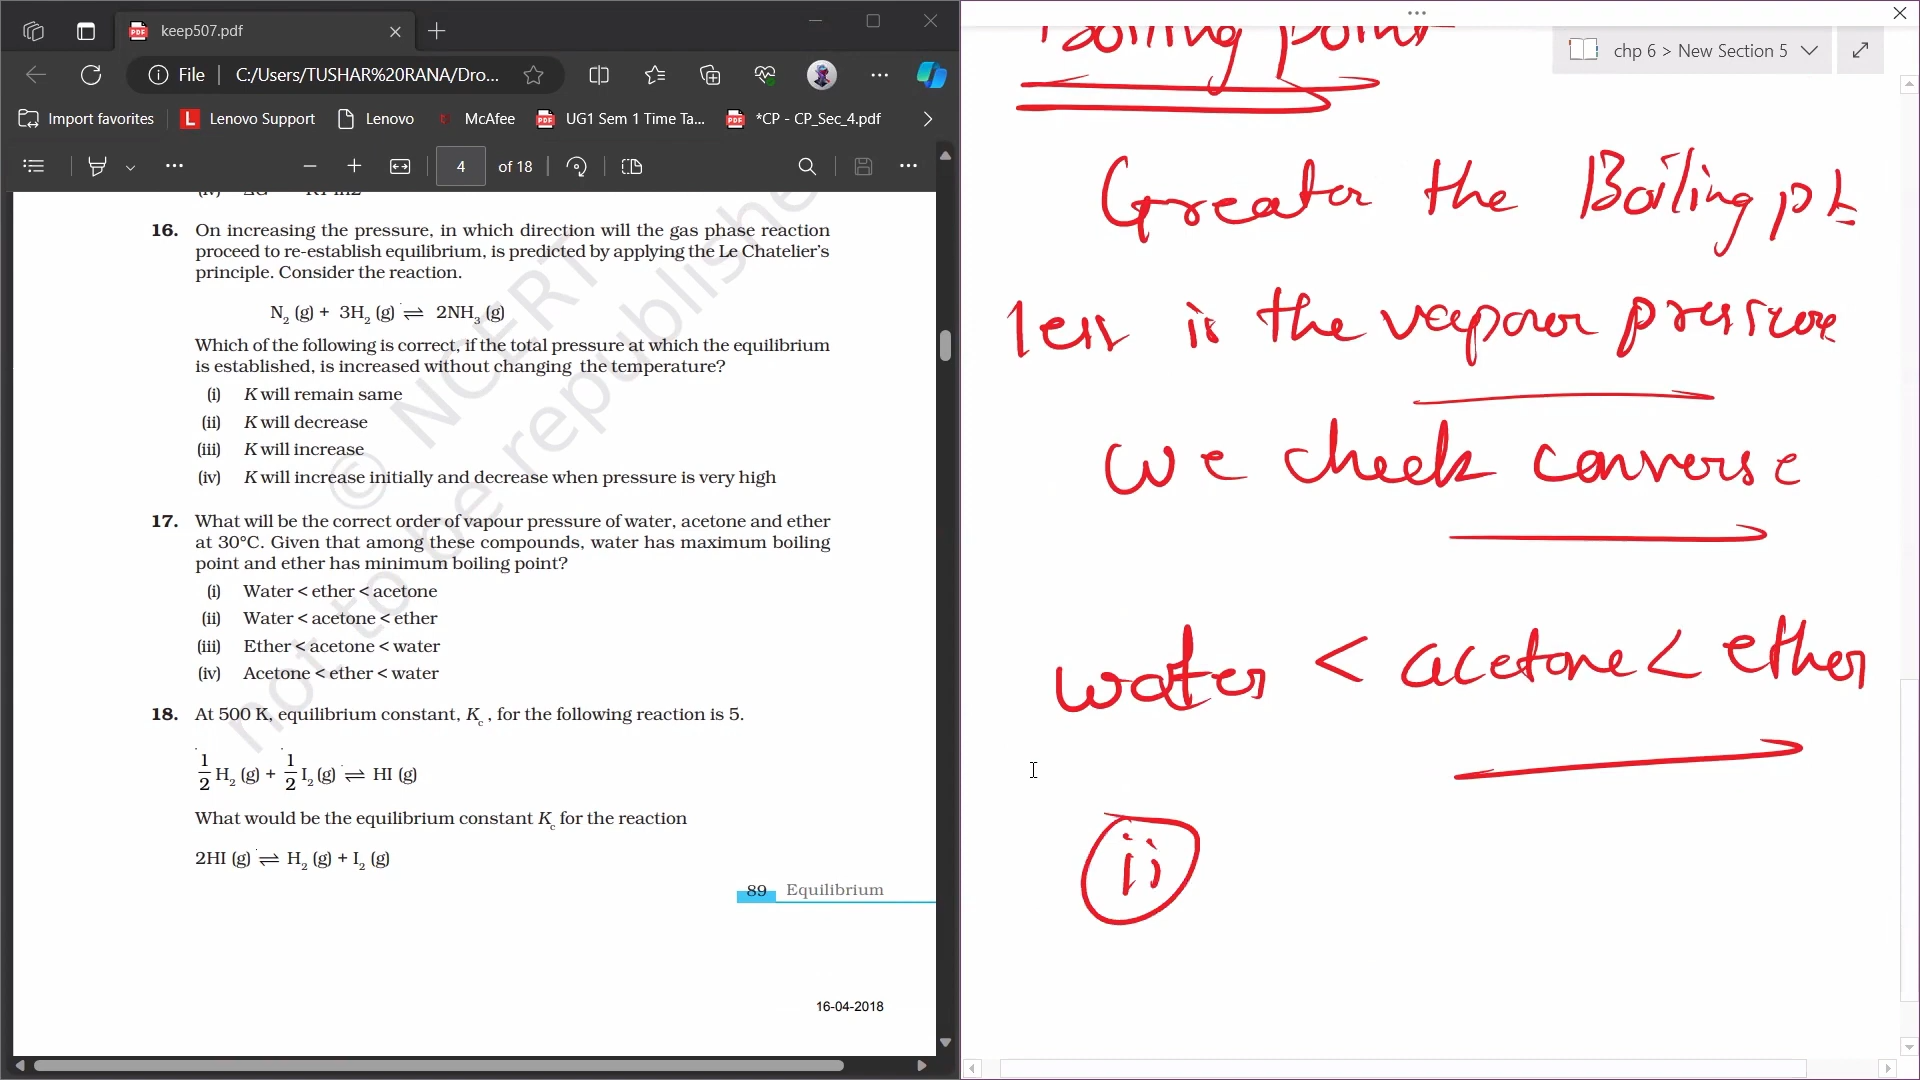 keep507.pdf
File C:/Users/TUSHAR%20RANA/Dro...
Import favorites Lenovo Support Lenovo McAfee UG1 Sem 1 Time Ta... *CP - CP_Sec_4.pdf
4 of 18
16. On increasing the pressure, in which direction will the gas phase reaction
proceed to re-establish equilibrium, is predicted by applying the Le Chatelier's
principle. Consider the reaction.
N2 (g) + 3H2 (g) ⇌ 2NH3 (g)
Which of the following is correct, if the total pressure at which the equilibrium
is established, is increased without changing the temperature?
(i) K will remain same
(ii) K will decrease
(iii) K will increase
(iv) K will increase initially and decrease when pressure is very high
17. What will be the correct order of vapour pressure of water, acetone and ether
at 30°C. Given that among these compounds, water has maximum boiling
point and ether has minimum boiling point?
(i) Water < ether < acetone
(ii) Water < acetone < ether
(iii) Ether < acetone < water
(iv) Acetone < ether < water
18. At 500 K, equilibrium constant, Kc, for the following reaction is 5.
1/2 H2 (g) + 1/2 I2 (g) ⇌ HI (g)
What would be the equilibrium constant Kc for the reaction
2HI (g) ⇌ H2 (g) + I2 (g)
89 Equilibrium
16-04-2018
© NCERT
not to be republished
chp 6 > New Section 5
Boiling point
Greater the Boiling pt
less is the vapour pressure
we check converse
water < acetone < ether
ii